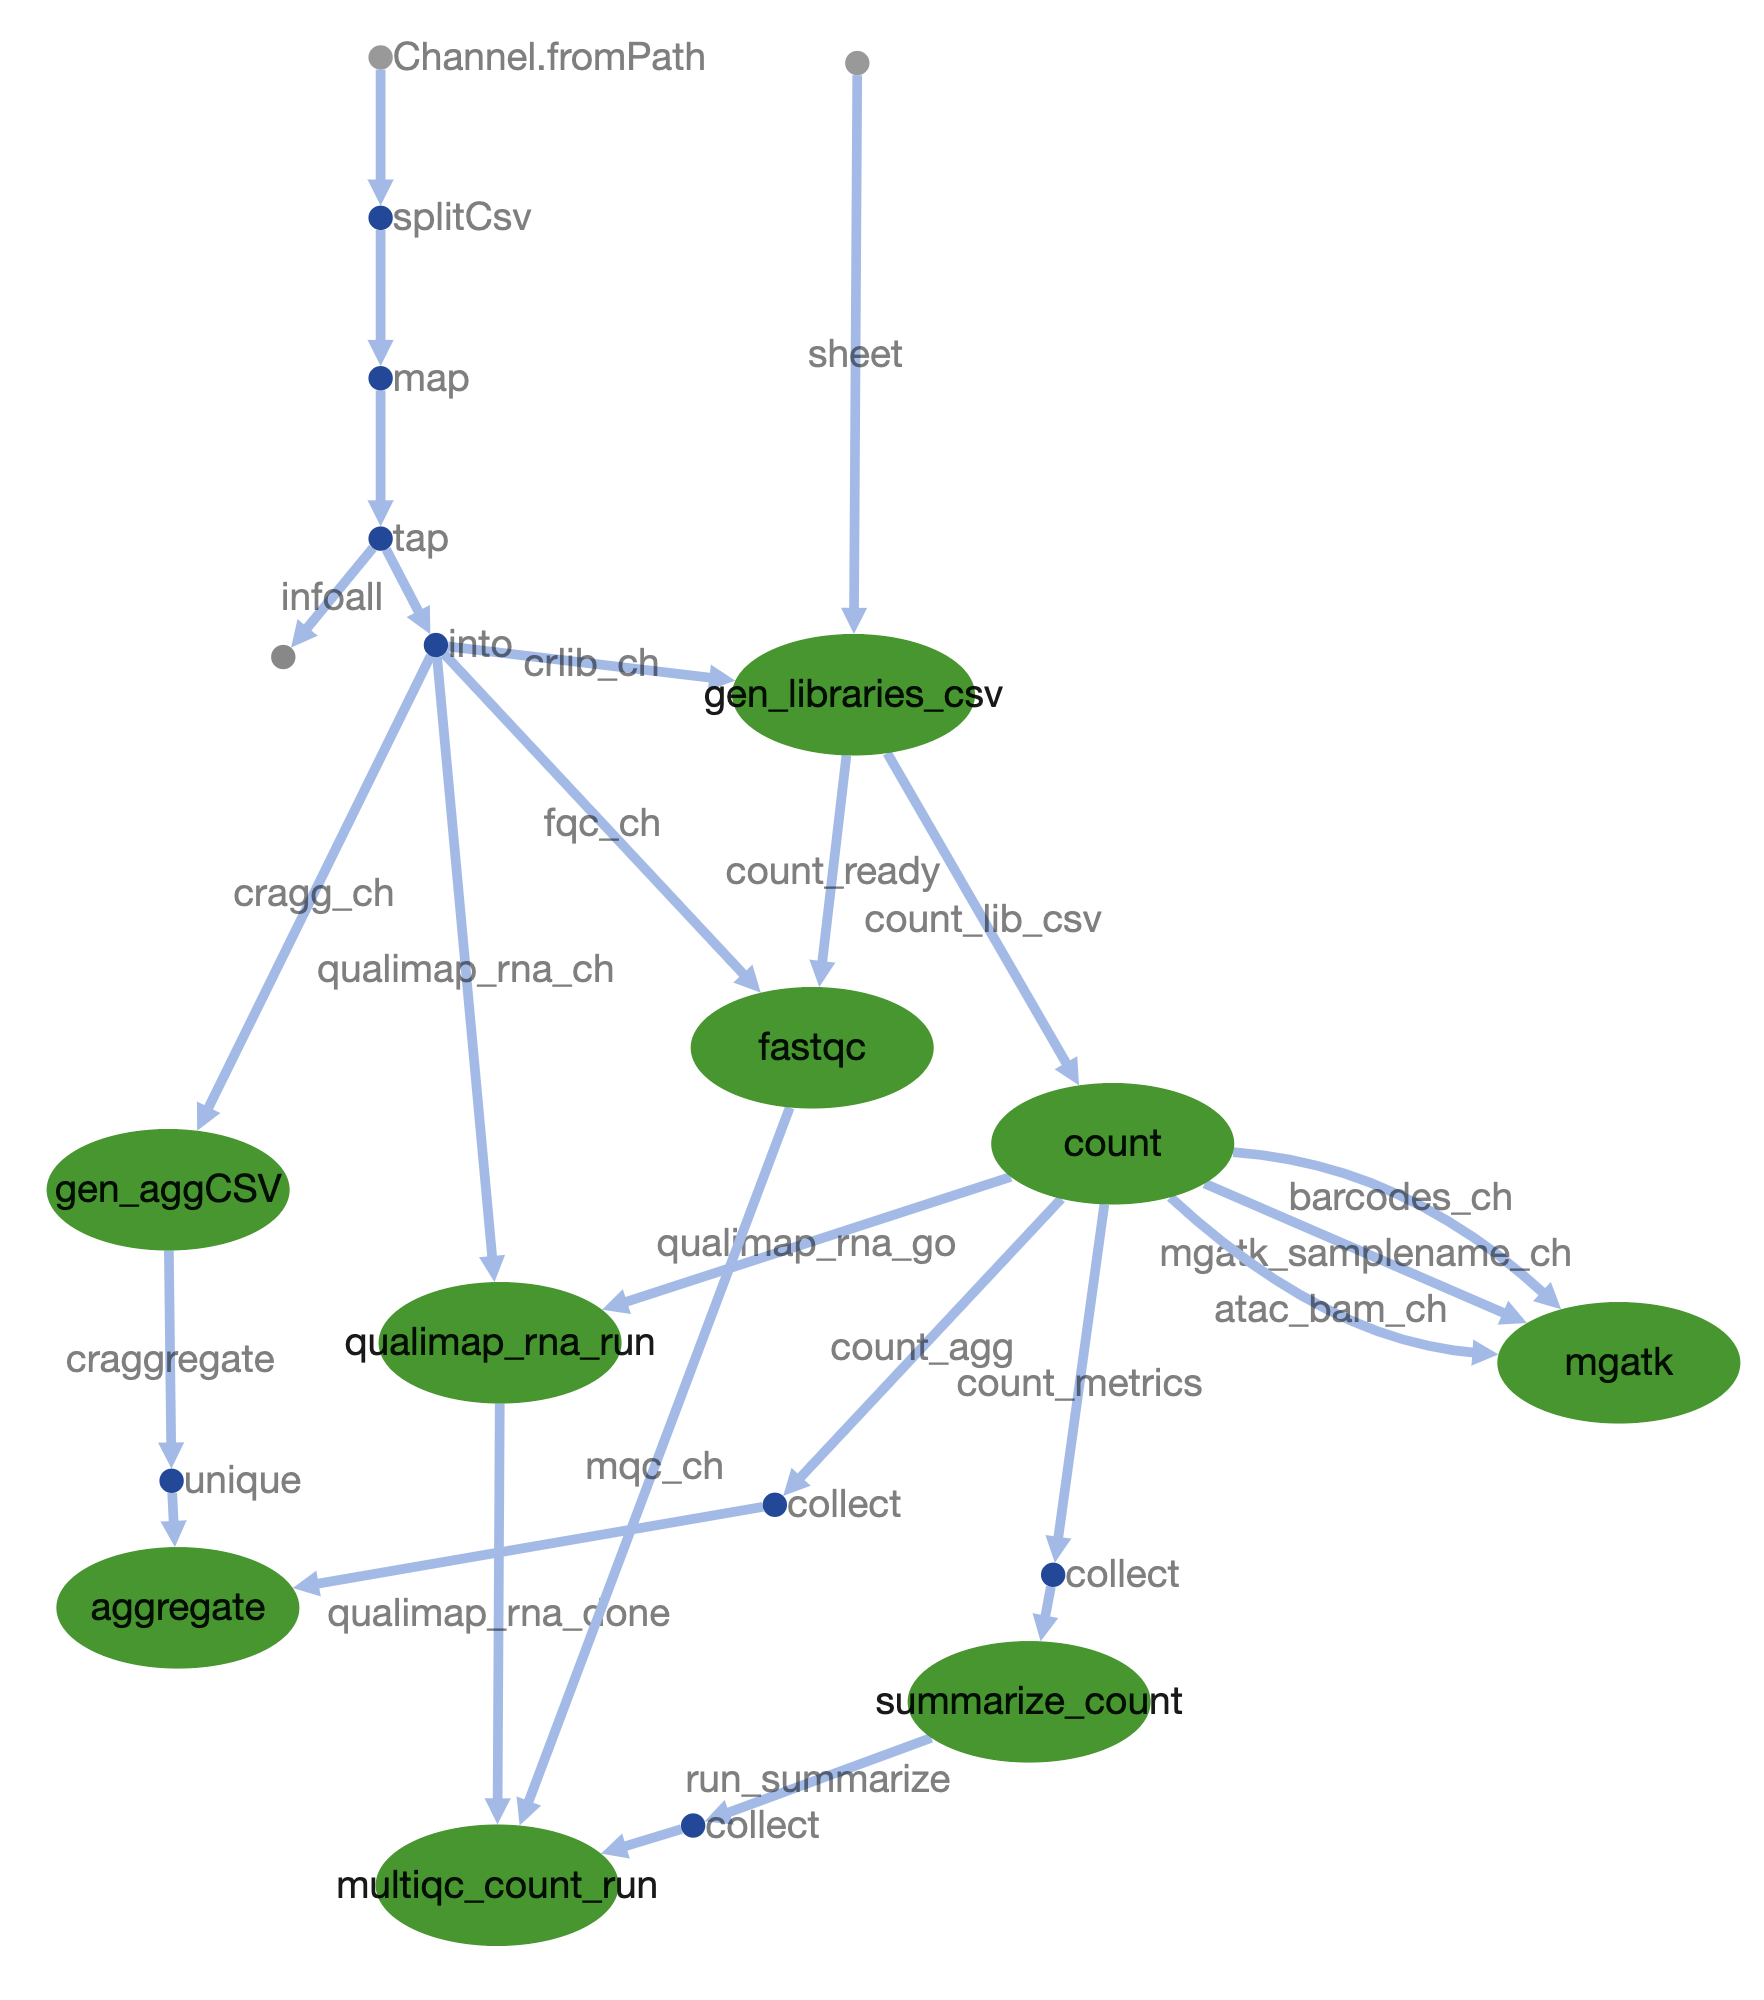 Channel.fromPath
splitCsv
sheet
map
tap
infoall
into
crlib_ch
gen_libraries_csv
fqc_ch
count_ready
cragg_ch
count_lib_csv
qualimap_rna_ch
fastqc
count
gen_aggCSV
barcodes_ch
qualimap_rna_go
mgatk_samplename_ch
atac_bam_ch
qualimap_rna_run
count_agg
craggregate
mgatk
count_metrics
mqc_ch
unique
collect
collect
aggregate
qualimap_rna_done
summarize_count
run_summarize
collect
multiqc_count_run